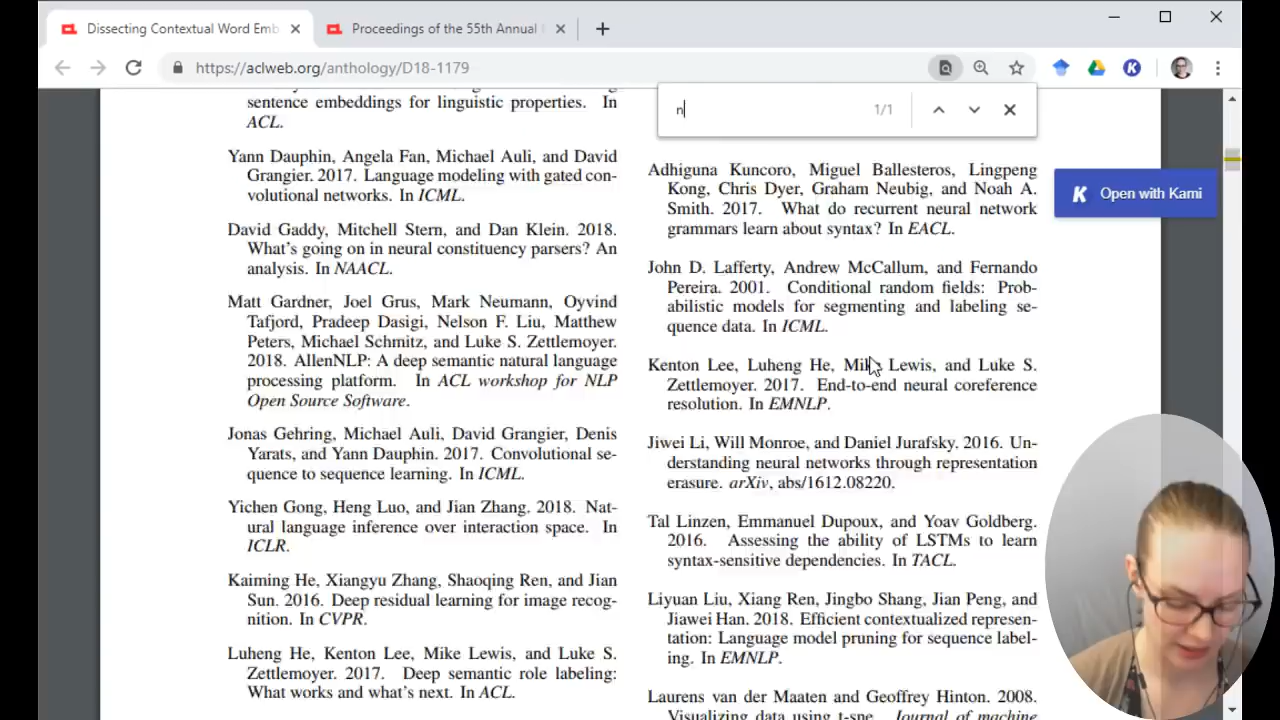 Dissecting Contextual Word Emb
Proceedings of the 55th Annual
https://aclweb.org/anthology/D18-1179
n
1/1
K Open with Kami
sentence embeddings for linguistic properties. In
ACL.
Yann Dauphin, Angela Fan, Michael Auli, and David
Grangier. 2017. Language modeling with gated con-
volutional networks. In ICML.
David Gaddy, Mitchell Stern, and Dan Klein. 2018.
What's going on in neural constituency parsers? An
analysis. In NAACL.
Matt Gardner, Joel Grus, Mark Neumann, Oyvind
Tafjord, Pradeep Dasigi, Nelson F. Liu, Matthew
Peters, Michael Schmitz, and Luke S. Zettlemoyer.
2018. AllenNLP: A deep semantic natural language
processing platform. In ACL workshop for NLP
Open Source Software.
Jonas Gehring, Michael Auli, David Grangier, Denis
Yarats, and Yann Dauphin. 2017. Convolutional se-
quence to sequence learning. In ICML.
Yichen Gong, Heng Luo, and Jian Zhang. 2018. Nat-
ural language inference over interaction space. In
ICLR.
Kaiming He, Xiangyu Zhang, Shaoqing Ren, and Jian
Sun. 2016. Deep residual learning for image recog-
nition. In CVPR.
Luheng He, Kenton Lee, Mike Lewis, and Luke S.
Zettlemoyer. 2017. Deep semantic role labeling:
What works and what's next. In ACL.
Adhiguna Kuncoro, Miguel Ballesteros, Lingpeng
Kong, Chris Dyer, Graham Neubig, and Noah A.
Smith. 2017. What do recurrent neural network
grammars learn about syntax? In EACL.
John D. Lafferty, Andrew McCallum, and Fernando
Pereira. 2001. Conditional random fields: Prob-
abilistic models for segmenting and labeling se-
quence data. In ICML.
Kenton Lee, Luheng He, Mike Lewis, and Luke S.
Zettlemoyer. 2017. End-to-end neural coreference
resolution. In EMNLP.
Jiwei Li, Will Monroe, and Daniel Jurafsky. 2016. Un-
derstanding neural networks through representation
erasure. arXiv, abs/1612.08220.
Tal Linzen, Emmanuel Dupoux, and Yoav Goldberg.
2016. Assessing the ability of LSTMs to learn
syntax-sensitive dependencies. In TACL.
Liyuan Liu, Xiang Ren, Jingbo Shang, Jian Peng, and
Jiawei Han. 2018. Efficient contextualized represen-
tation: Language model pruning for sequence label-
ing. In EMNLP.
Laurens van der Maaten and Geoffrey Hinton. 2008.
Visualizing data using t-sne. Journal of machine